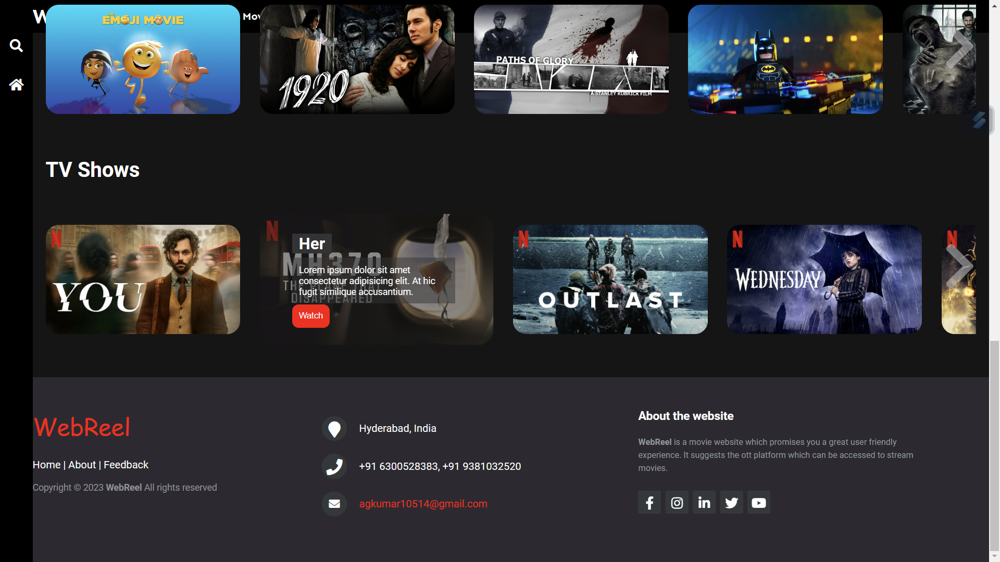 W
Mov
THE
EMOJI MOVIE
1920
PATHS OF GLORY
A STANLEY KUBRICK FILM
TV Shows
N
YOU
N
Her
MH370
THE PLANE THAT
DISAPPEARED
Lorem ipsum dolor sit amet
consectetur adipisicing elit. At hic
fugit similique accusantium.
Watch
N
OUTLAST
N
WEDNESDAY
N
WebReel
Home | About | Feedback
Copyright © 2023 WebReel All rights reserved
Hyderabad, India
+91 6300528383, +91 9381032520
agkumar10514@gmail.com
About the website
WebReel is a movie website which promises you a great user friendly
experience. It suggests the ott platform which can be accessed to stream
movies.